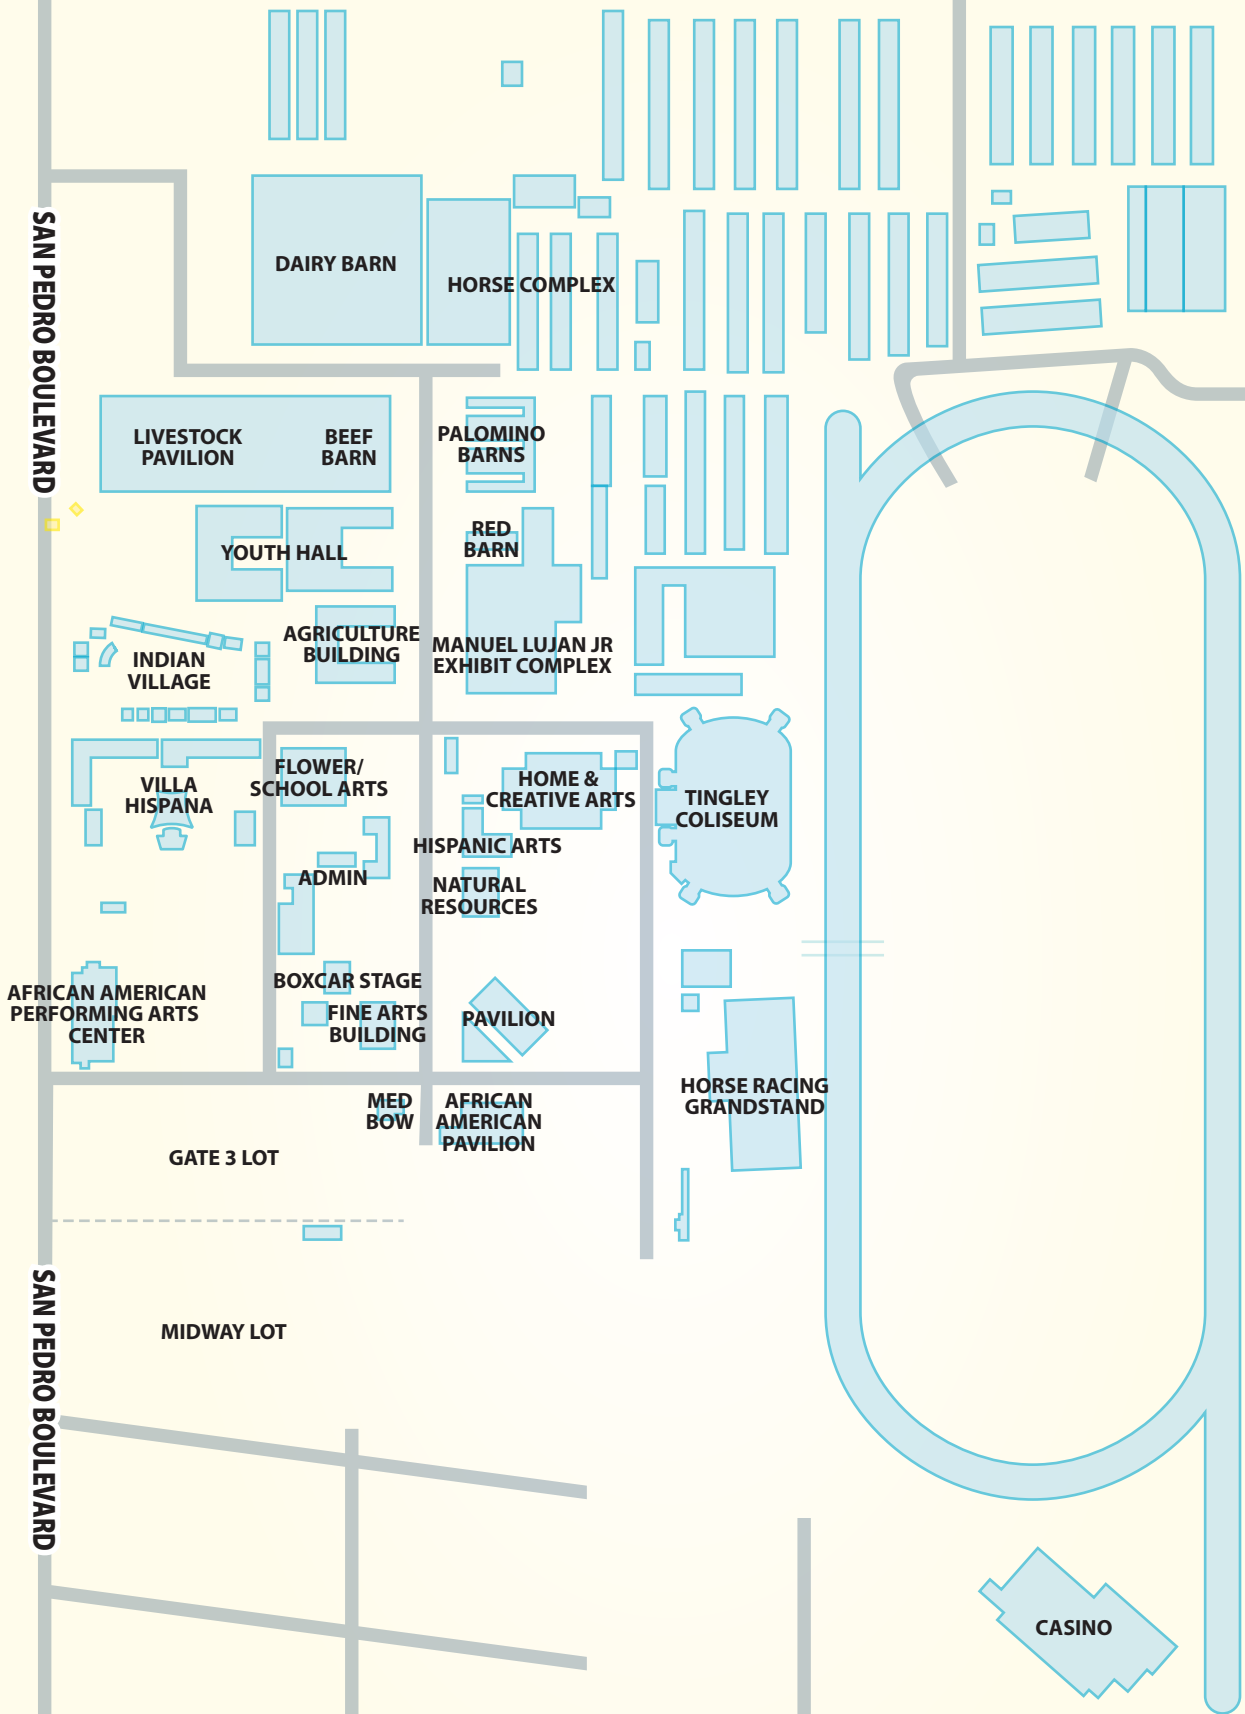 SAN PEDRO BOULEVARD
DAIRY BARN
HORSE COMPLEX
LIVESTOCK
PAVILION
BEEF
BARN
PALOMINO
BARNS
YOUTH HALL
RED
BARN
AGRICULTURE
BUILDING
MANUEL LUJAN JR
EXHIBIT COMPLEX
INDIAN
VILLAGE
VILLA
HISPANA
FLOWER/
SCHOOL ARTS
HOME &
CREATIVE ARTS
TINGLEY
COLISEUM
HISPANIC ARTS
ADMIN
NATURAL
RESOURCES
AFRICAN AMERICAN
PERFORMING ARTS
CENTER
BOXCAR STAGE
FINE ARTS
BUILDING
PAVILION
HORSE RACING
GRANDSTAND
MED
BOW
AFRICAN
AMERICAN
PAVILION
GATE 3 LOT
SAN PEDRO BOULEVARD
MIDWAY LOT
CASINO